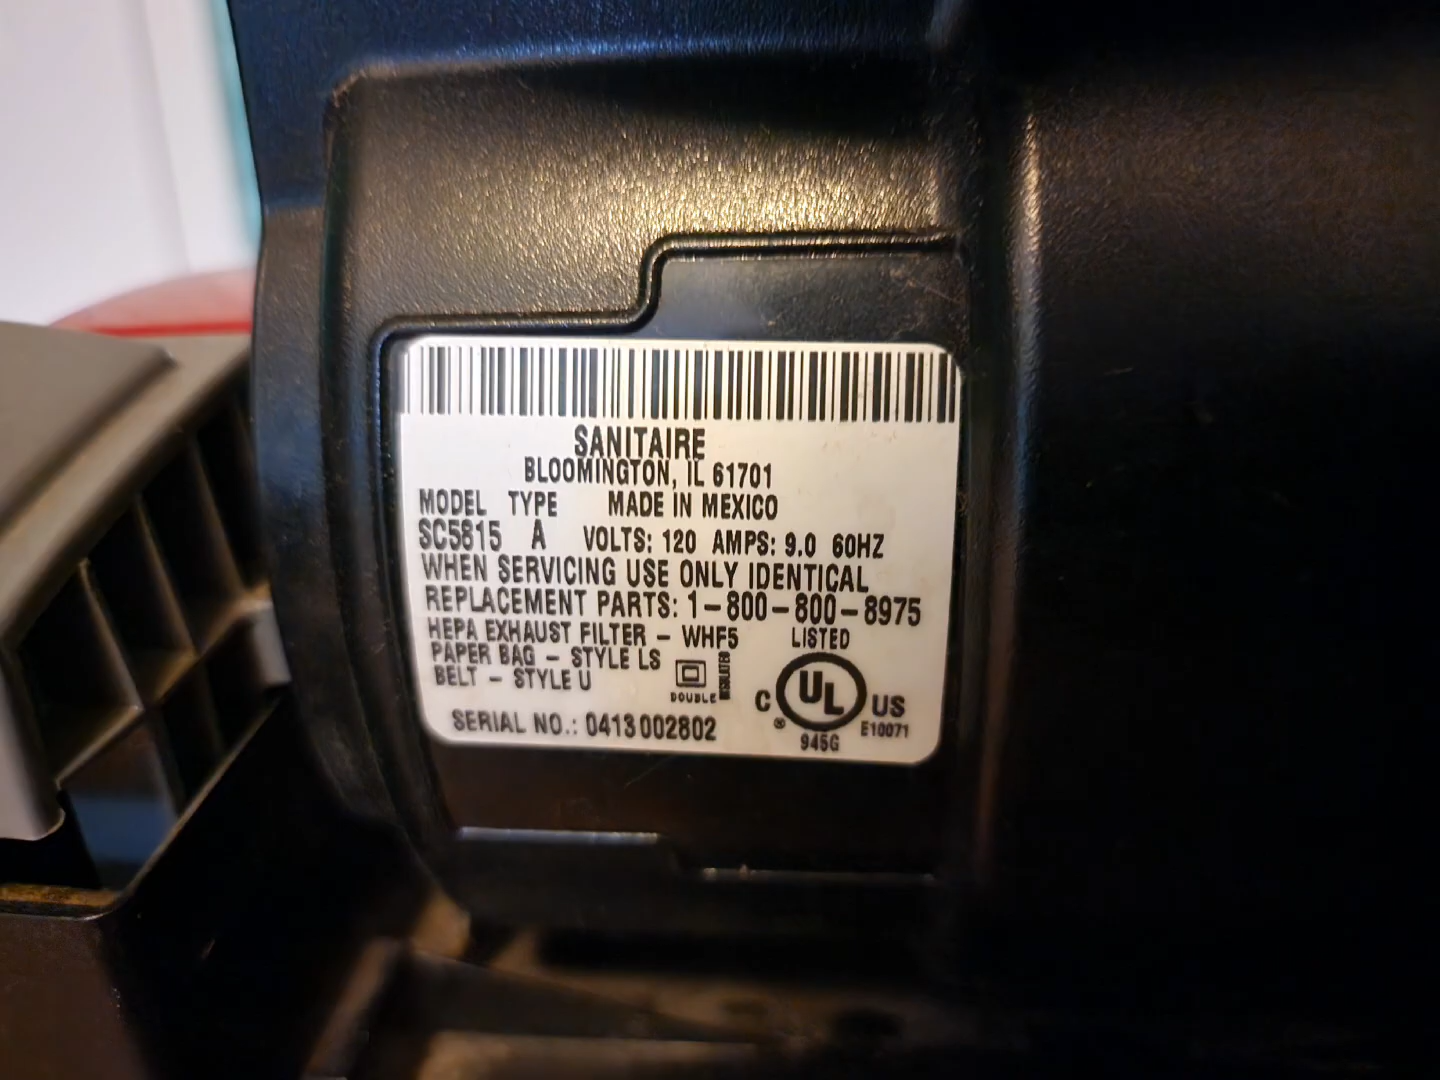 SANITAIRE
BLOOMINGTON, IL 61701
MODEL TYPE MADE IN MEXICO
SC5815 A VOLTS: 120 AMPS: 9.0 60HZ
WHEN SERVICING USE ONLY IDENTICAL
REPLACEMENT PARTS: 1-800-800-8975
HEPA EXHAUST FILTER - WHF5
PAPER BAG - STYLE LS
BELT - STYLE U
DOUBLE
INSULATED
LISTED
C UL US
®
945G
E10071
SERIAL NO.: 0413002802